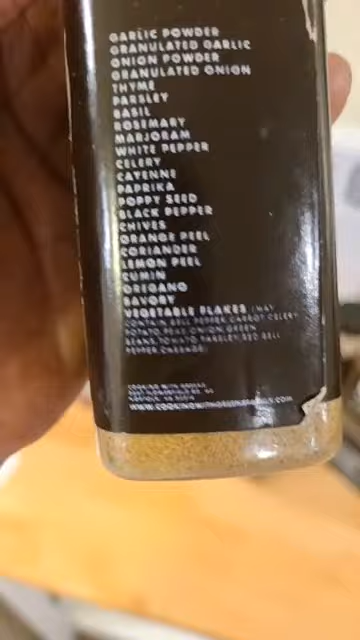 GARLIC POWDER
GRANULATED GARLIC
ONION POWDER
GRANULATED ONION
THYME
PARSLEY
BASIL
ROSEMARY
MARJORAM
WHITE PEPPER
CELERY
CAYENNE
PAPRIKA
POPPY SEED
BLACK PEPPER
CHIVES
ORANGE PEEL
CORIANDER
LEMON PEEL
CUMIN
OREGANO
SAVORY
VEGETABLE FLAKES (MAY
CONTAIN BELL PEPPER, CARROT, CELERY
POTATO, PEAS, ONION, GREEN
BEANS, TOMATO, PARSLEY, RED BELL
PEPPER, CABBAGE)
COOKING WITH